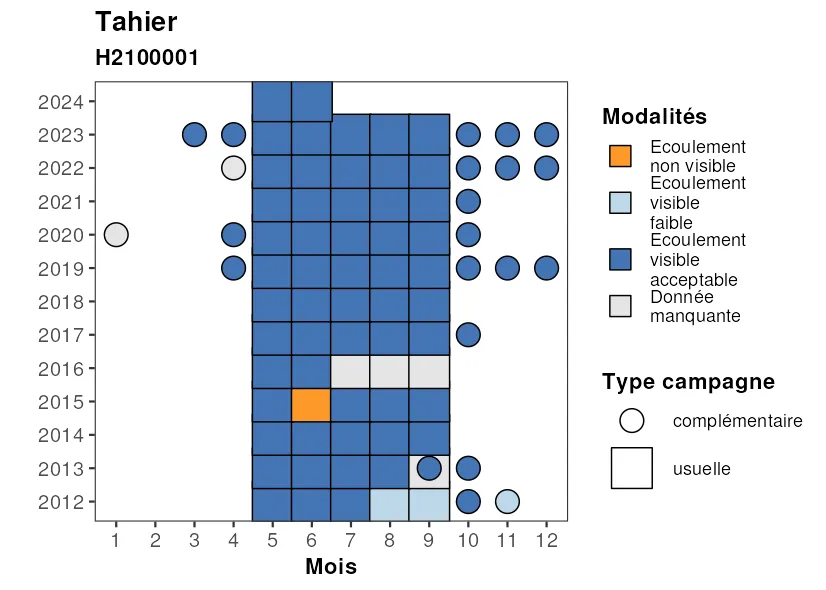 Tahier
H2100001
2024
2023
2022
2021
2020
2019
2018
2017
2016
2015
2014
2013
2012
1 2 3 4 5 6 7 8 9 10 11 12
Mois
Modalités
Ecoulement
non visible
Ecoulement
visible
faible
Ecoulement
visible
acceptable
Donnée
manquante
Type campagne
complémentaire
usuelle